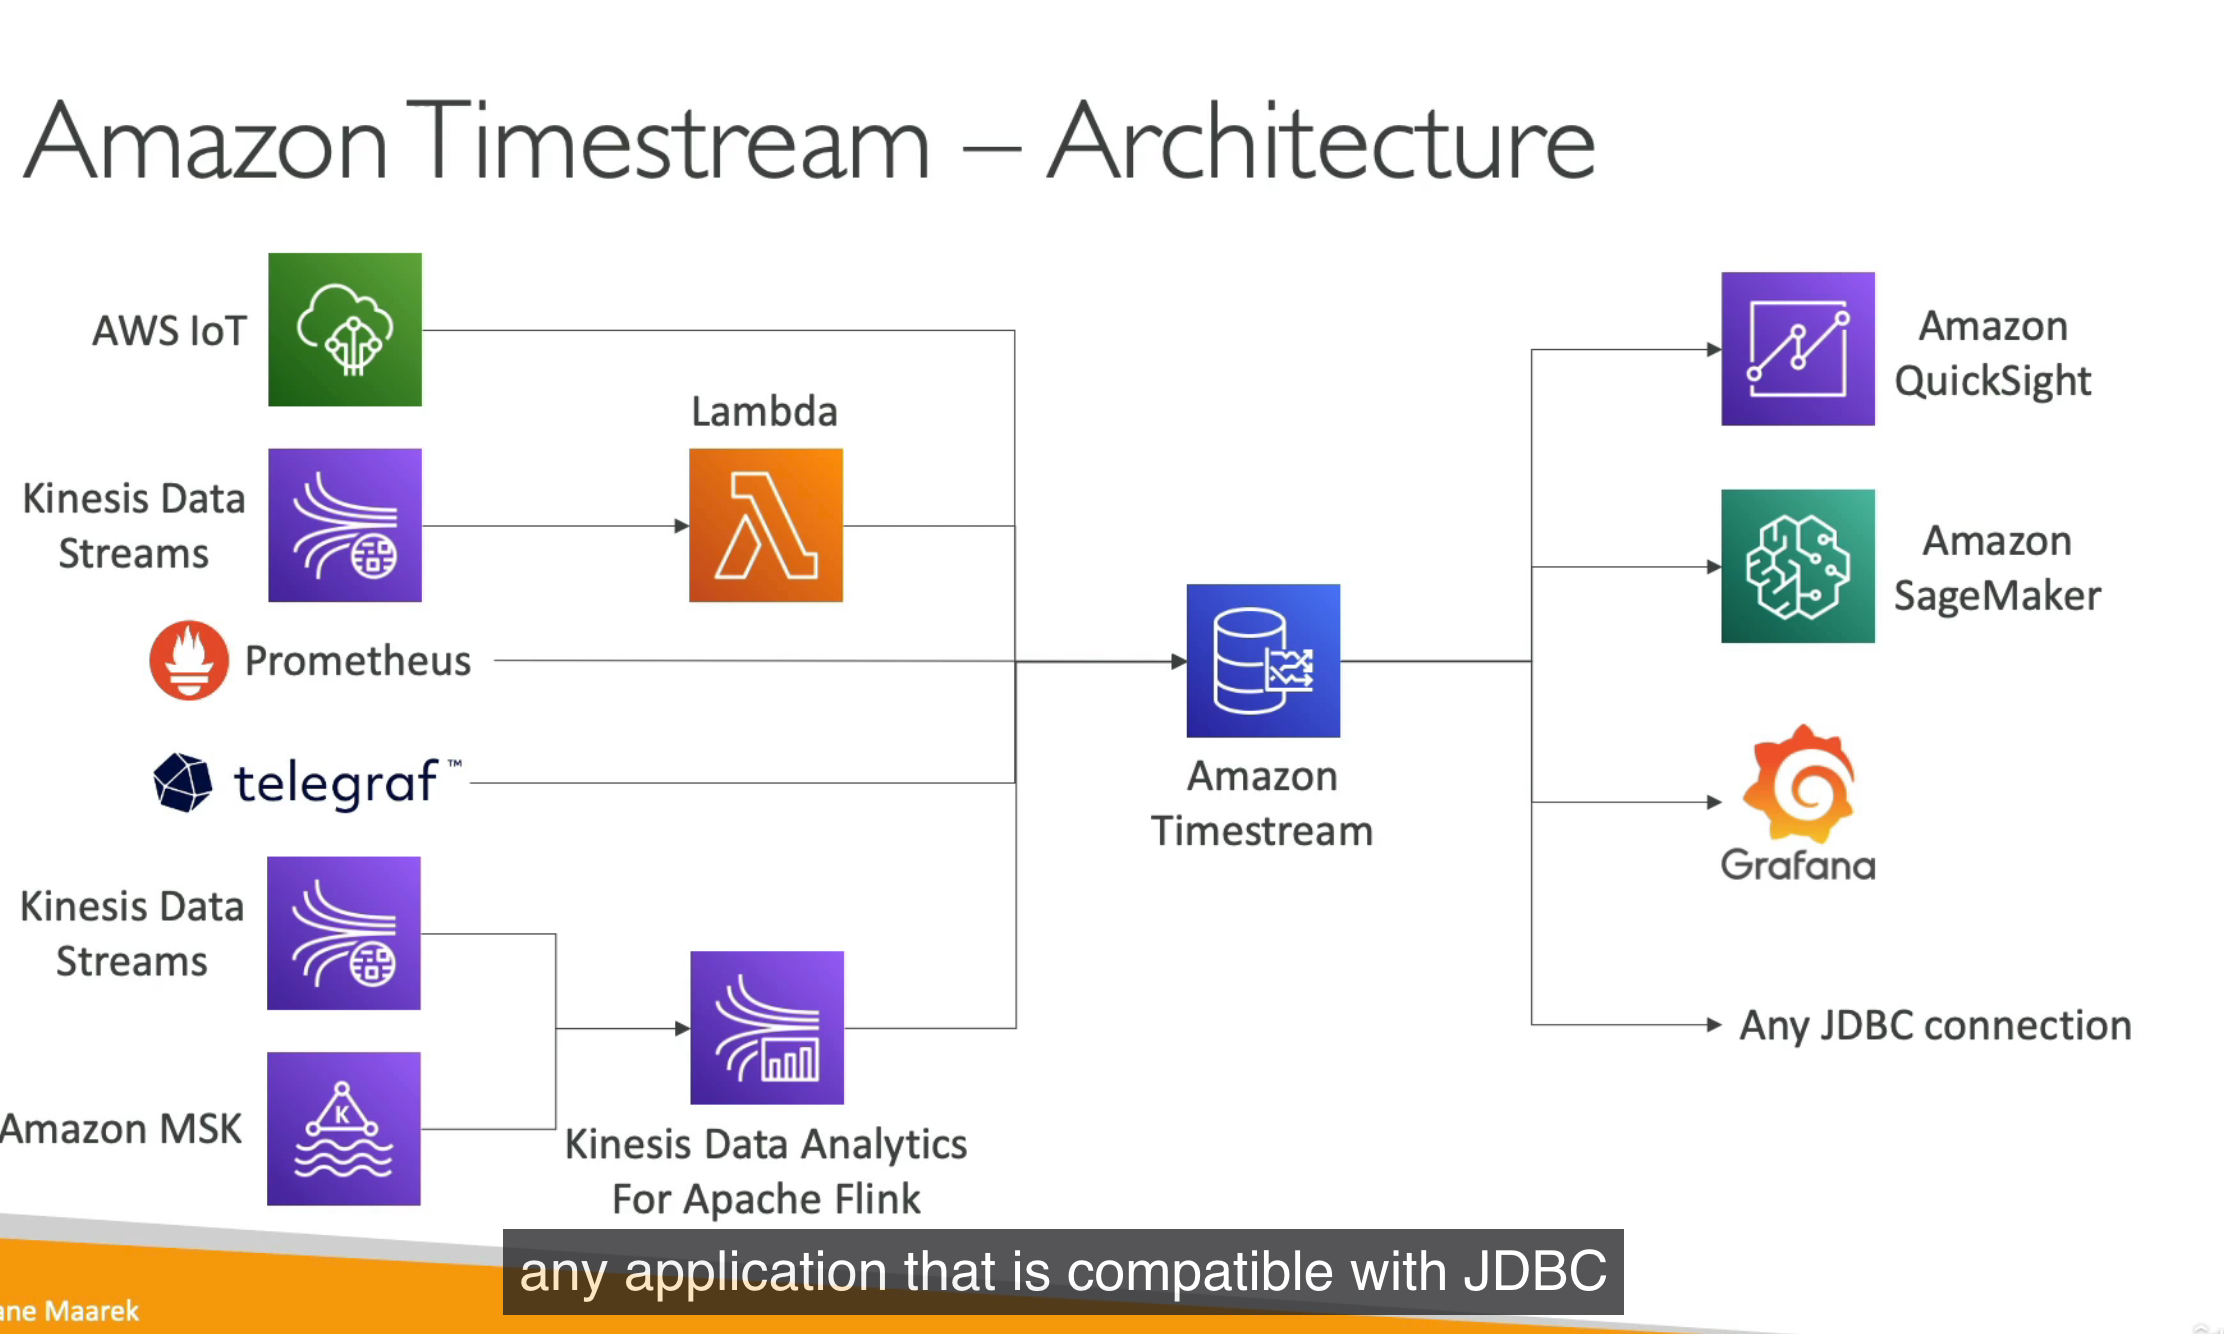 Amazon Timestream – Architecture
AWS IoT
Lambda
Kinesis Data
Streams
Prometheus
telegraf™
Kinesis Data
Streams
Amazon MSK
K
Kinesis Data Analytics
For Apache Flink
Amazon
Timestream
Amazon
QuickSight
Amazon
SageMaker
Grafana
Any JDBC connection
any application that is compatible with JDBC
ane Maarek